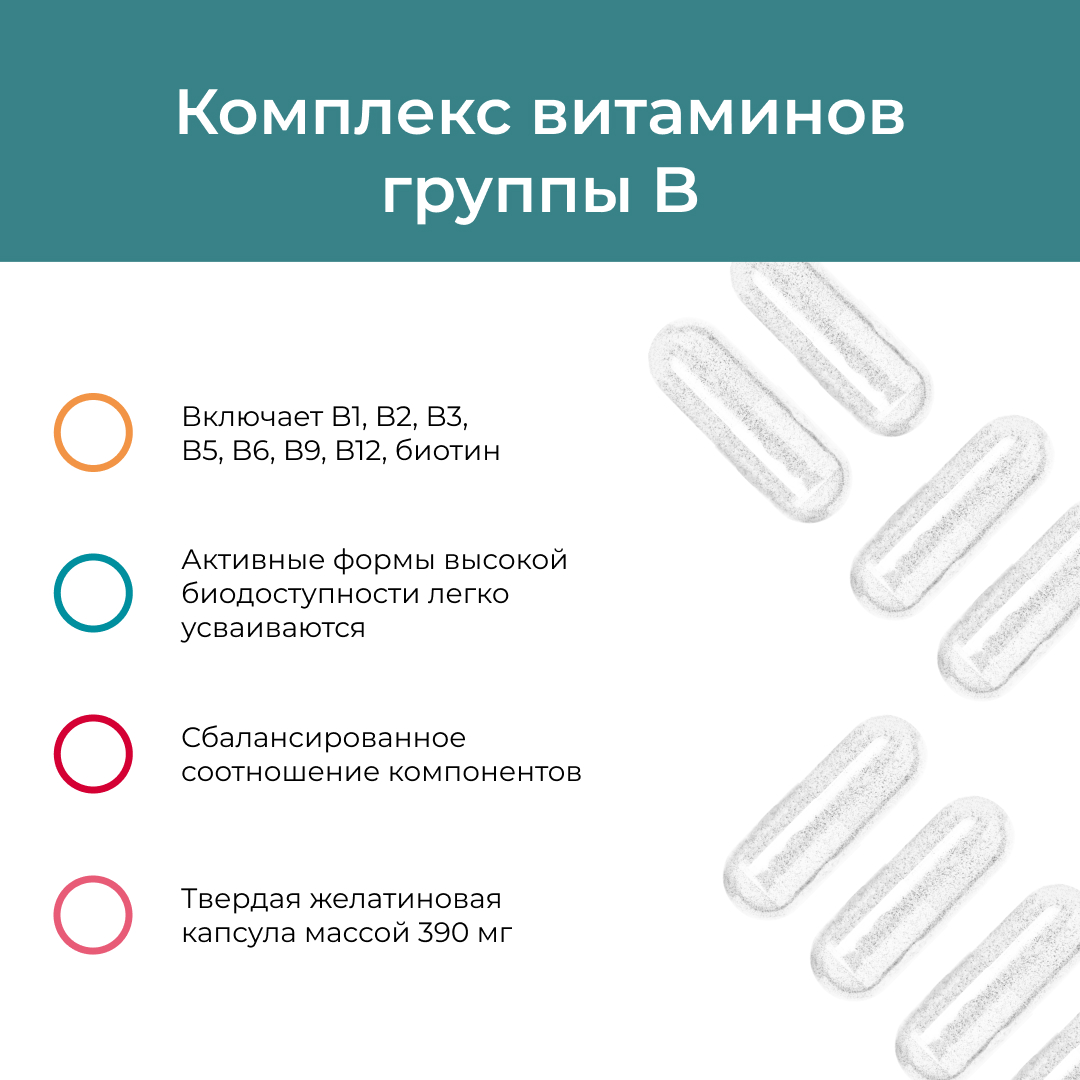 Комплекс витаминов
группы В
Включает В1, В2, В3,
В5, В6, В9, В12, биотин
Активные формы высокой
биодоступности легко
усваиваются
Сбалансированное
соотношение компонентов
Твердая желатиновая
капсула массой 390 мг